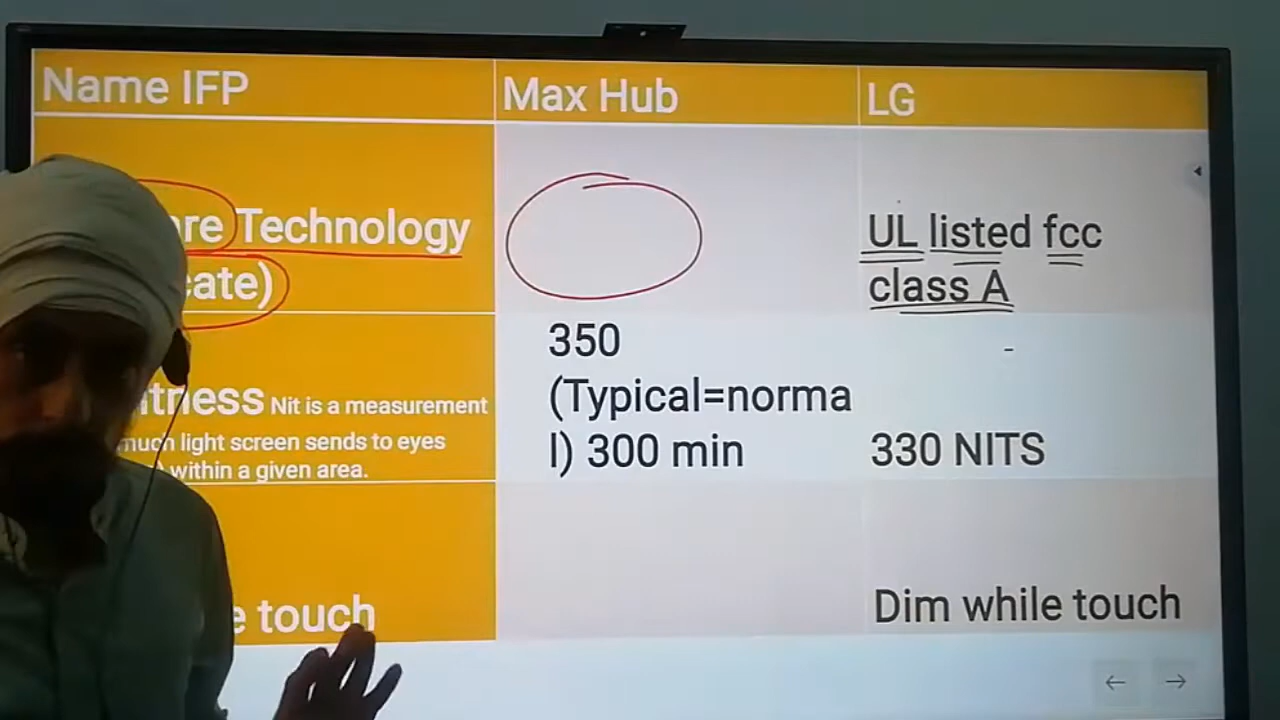 Name IFP
Max Hub
LG
Technology
UL listed fcc
class A
350
(Typical=norma
l) 300 min
Nit is a measurement
light screen sends to eyes
within a given area.
330 NITS
touch
Dim while touch